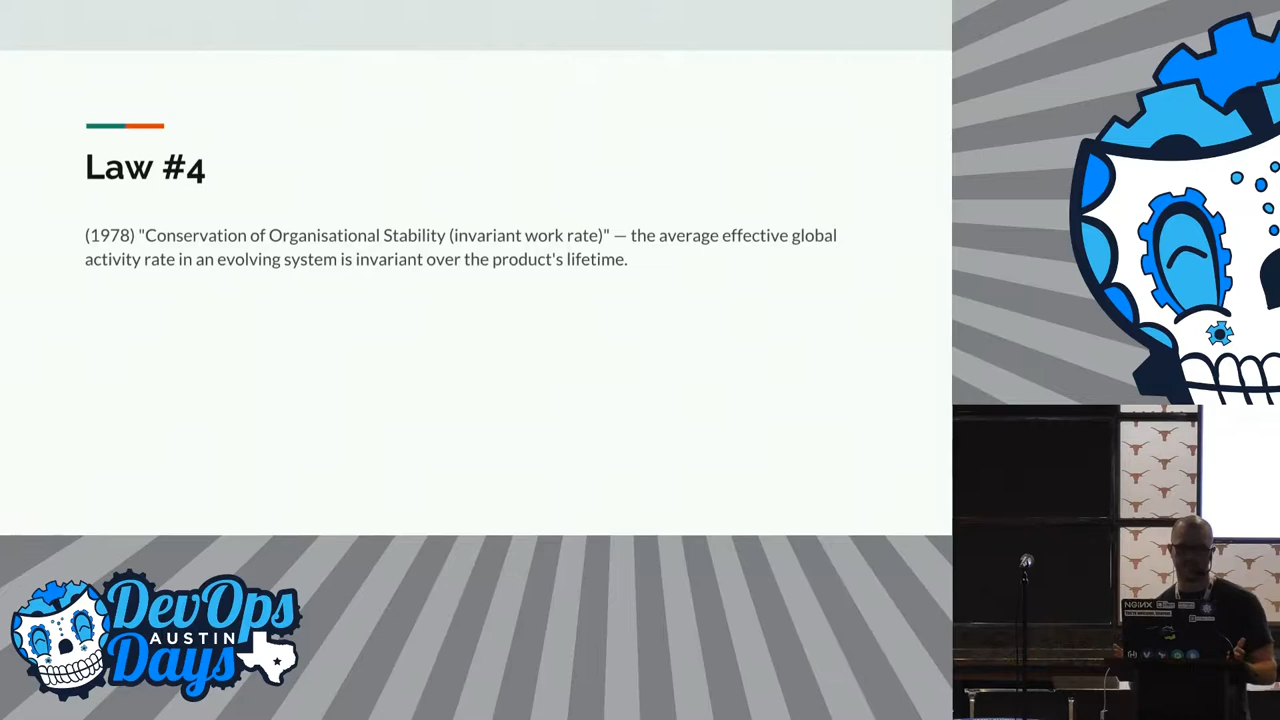 Law #4
(1978) "Conservation of Organisational Stability (invariant work rate)" — the average effective global
activity rate in an evolving system is invariant over the product's lifetime.
DevOps
AUSTIN
Days
NGINX